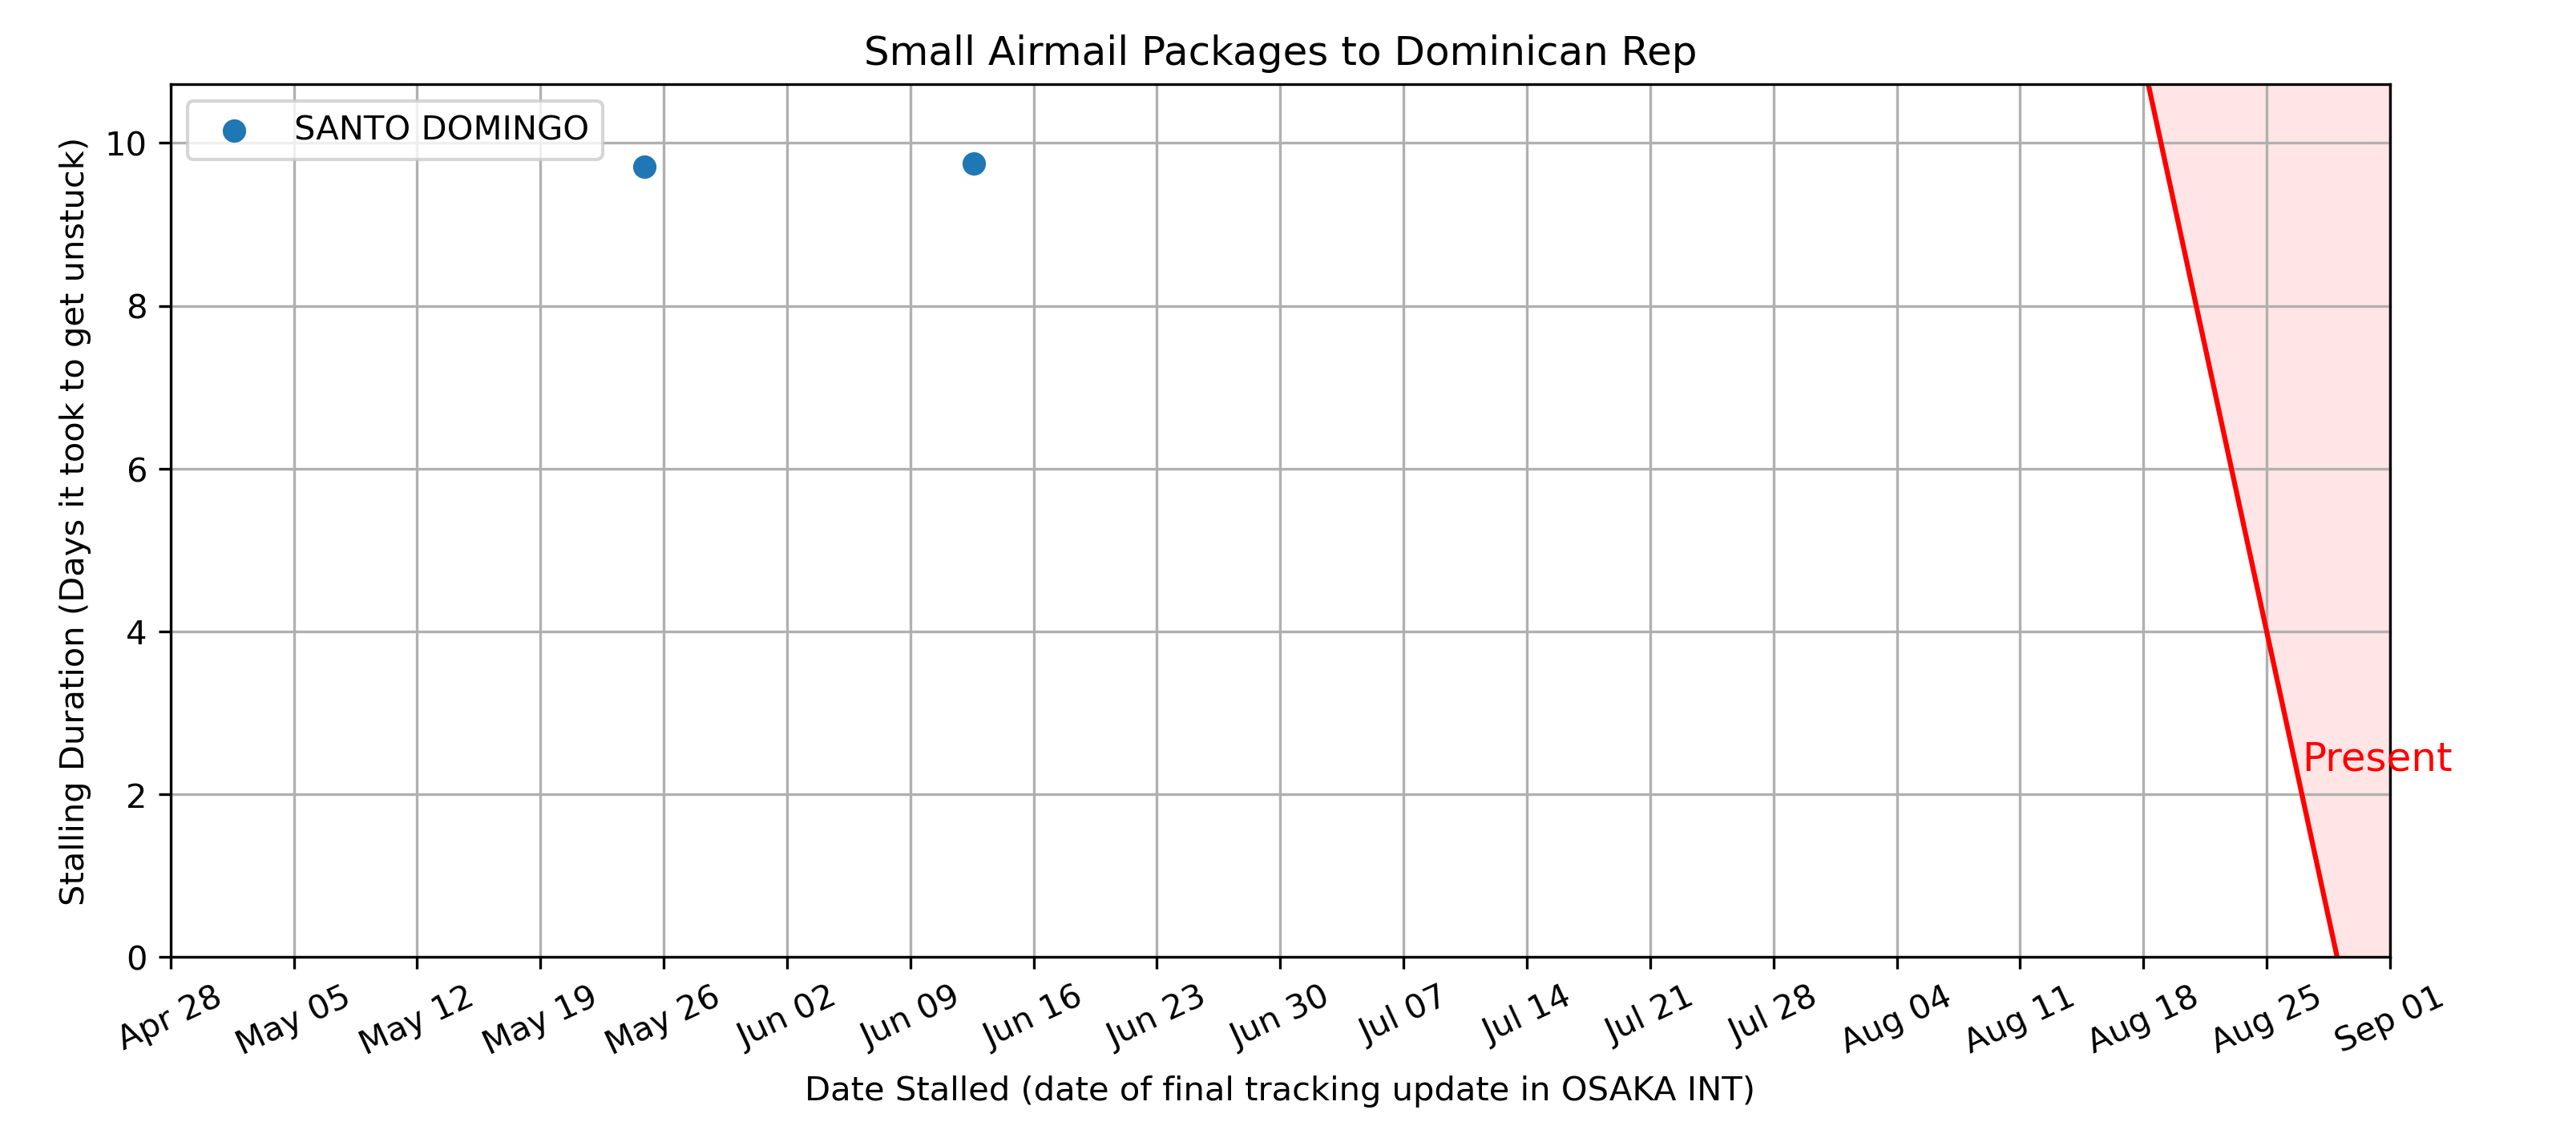 Small Airmail Packages to Dominican Rep
SANTO DOMINGO
Stalling Duration (Days it took to get unstuck)
10
8
6
4
2
0
Present
Apr 28
May 05
May 12
May 19
May 26
Jun 02
Jun 09
Jun 16
Jun 23
Jun 30
Jul 07
Jul 14
Jul 21
Jul 28
Aug 04
Aug 11
Aug 18
Aug 25
Sep 01
Date Stalled (date of final tracking update in OSAKA INT)